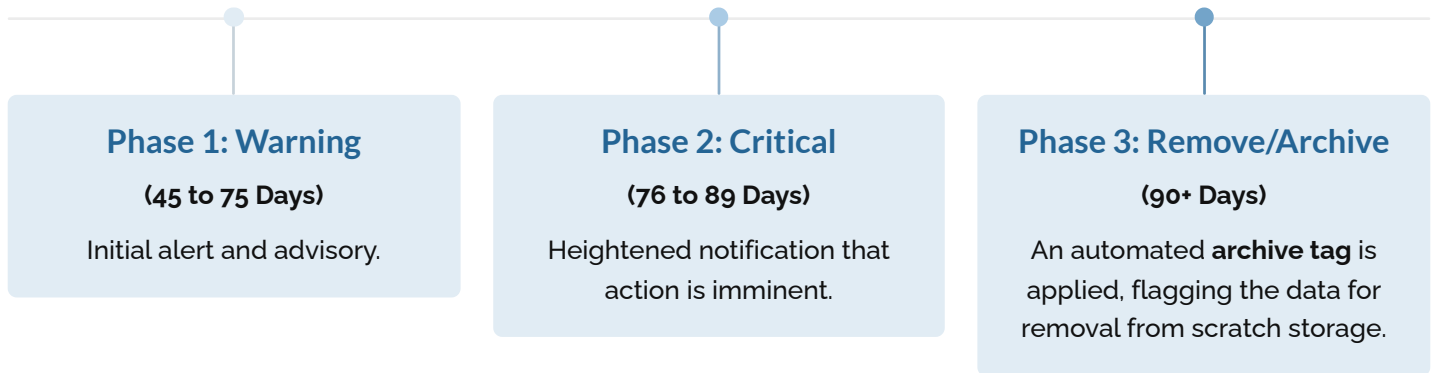 Phase 1: Warning
(45 to 75 Days)
Initial alert and advisory.
Phase 2: Critical
(76 to 89 Days)
Heightened notification that
action is imminent.
Phase 3: Remove/Archive
(90+ Days)
An automated archive tag is
applied, flagging the data for
removal from scratch storage.